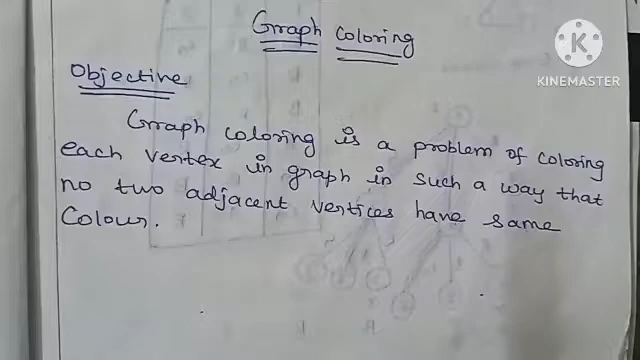 Graph Coloring
KINEMASTER
Objective
Graph coloring is a problem of coloring
each vertex in graph in such a way that
no two adjacent vertices have same
Colour.